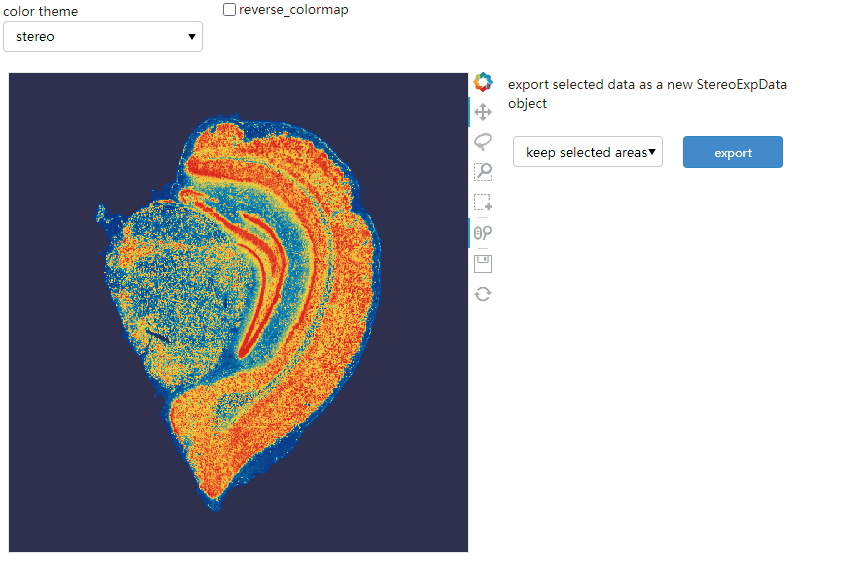 color theme
reverse_colormap
stereo
export selected data as a new StereoExpData
object
keep selected areas
export